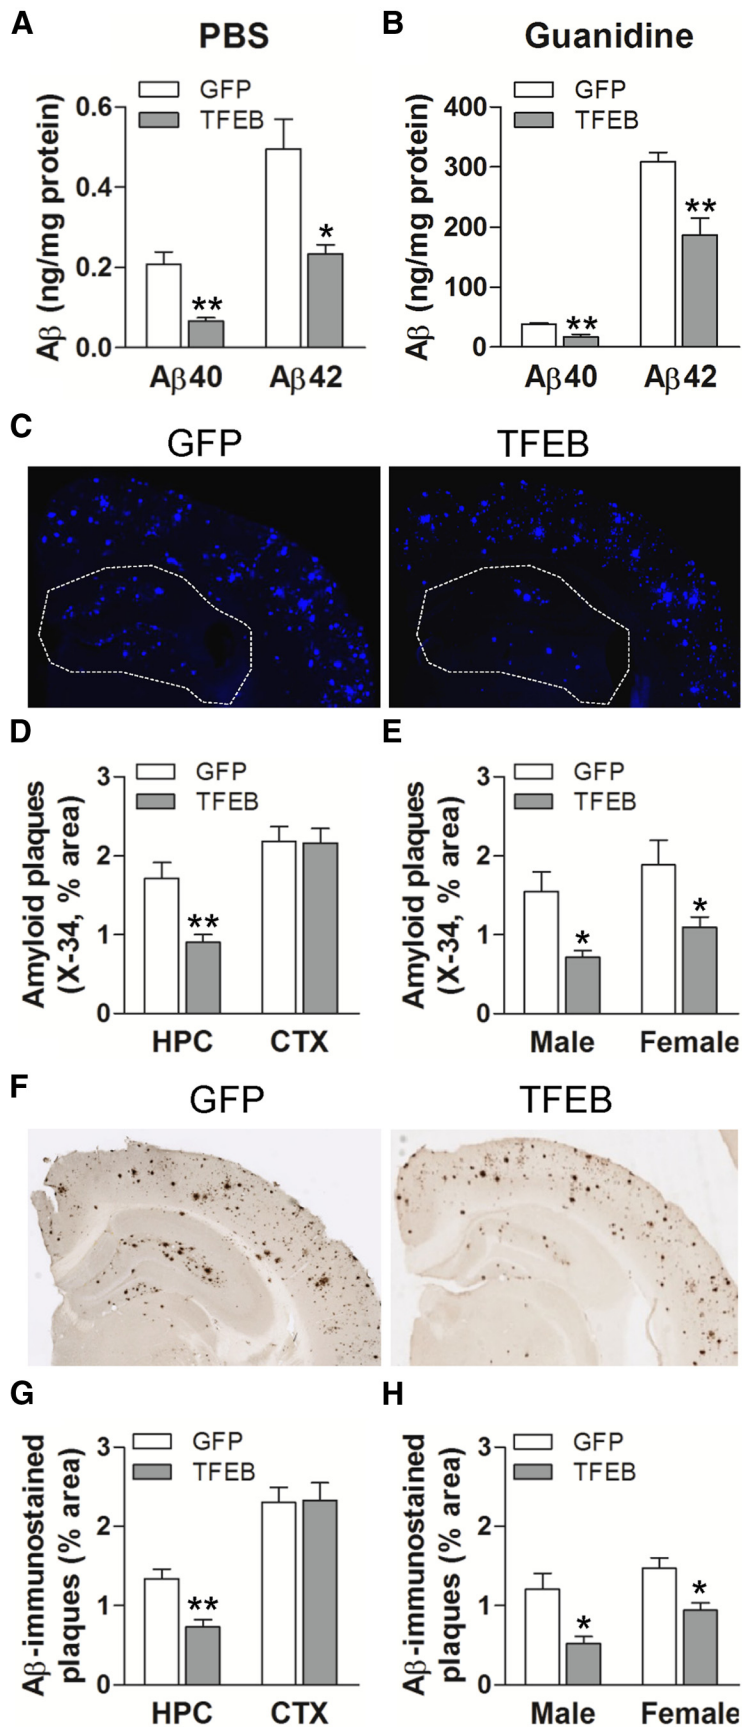 A
PBS
GFP
TFEB
Aβ (ng/mg protein)
0.6
0.4
0.2
0.0
**
*
Aβ40
Aβ42
B
Guanidine
GFP
TFEB
Aβ (ng/mg protein)
400
300
200
100
0
**
**
Aβ40
Aβ42
C
GFP
TFEB
D
GFP
TFEB
Amyloid plaques
(X-34, % area)
3
2
1
0
**
HPC
CTX
E
GFP
TFEB
Amyloid plaques
(X-34, % area)
3
2
1
0
*
*
Male
Female
F
GFP
TFEB
G
GFP
TFEB
Aβ-immunostained
plaques (% area)
3
2
1
0
**
HPC
CTX
H
GFP
TFEB
Aβ-immunostained
plaques (% area)
3
2
1
0
*
*
Male
Female